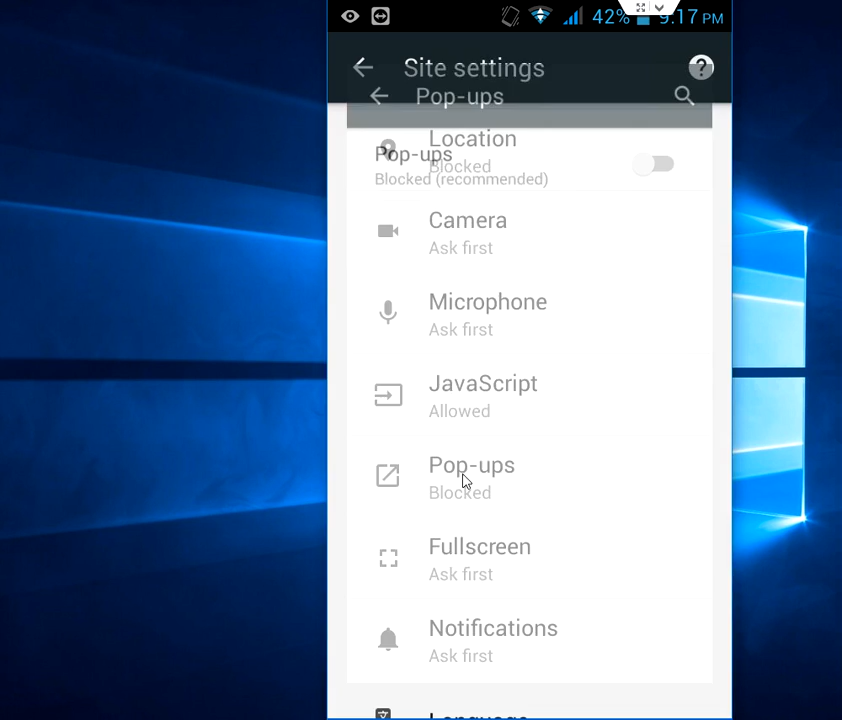 42% 9:17 PM
Site settings
Pop-ups
Location
Blocked
Pop-ups
Blocked (recommended)
Camera
Ask first
Microphone
Ask first
JavaScript
Allowed
Pop-ups
Blocked
Fullscreen
Ask first
Notifications
Ask first
Language